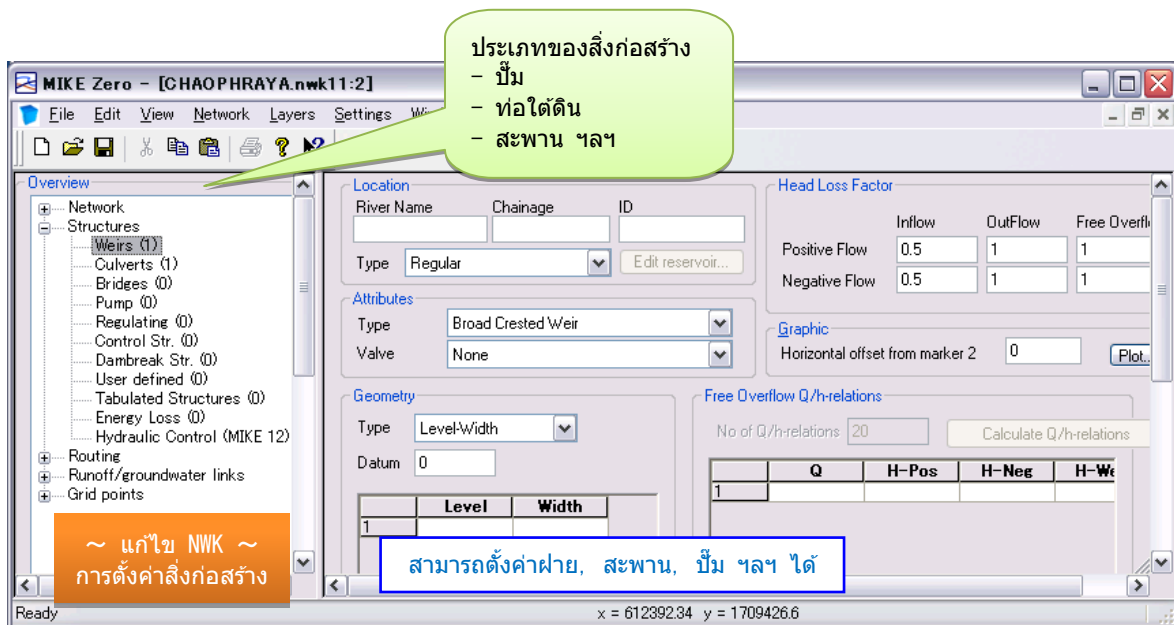 ประเภทของสิ่งก่อสร้าง
- ปั๊ม
- ท่อใต้ดิน
- สะพาน ฯลฯ
MIKE Zero - [CHAOPHRAYA.nwk11:2]
File Edit View Network Layers Settings
Overview
Network
Structures
Weirs (1)
Culverts (1)
Bridges (0)
Pump (0)
Regulating (0)
Control Str. (0)
Dambreak Str. (0)
User defined (0)
Tabulated Structures (0)
Energy Loss (0)
Hydraulic Control (MIKE 12)
Routing
Runoff/groundwater links
Grid points
~ แก้ไข NWK ~
การตั้งค่าสิ่งก่อสร้าง
Location
River Name Chainage ID
Type Regular Edit reservoir...
Attributes
Type Broad Crested Weir
Valve None
Geometry
Type Level-Width
Datum 0
Level Width
1
Head Loss Factor
Inflow OutFlow Free Overfl
Positive Flow 0.5 1 1
Negative Flow 0.5 1 1
Graphic
Horizontal offset from marker 2 0 Plot..
Free Overflow Q/h-relations
No of Q/h-relations 20 Calculate Q/h-relations
Q H-Pos H-Neg H-We
1
สามารถตั้งค่าฝาย, สะพาน, ปั๊ม ฯลฯ ได้
Ready x = 612392.34 y = 1709426.6